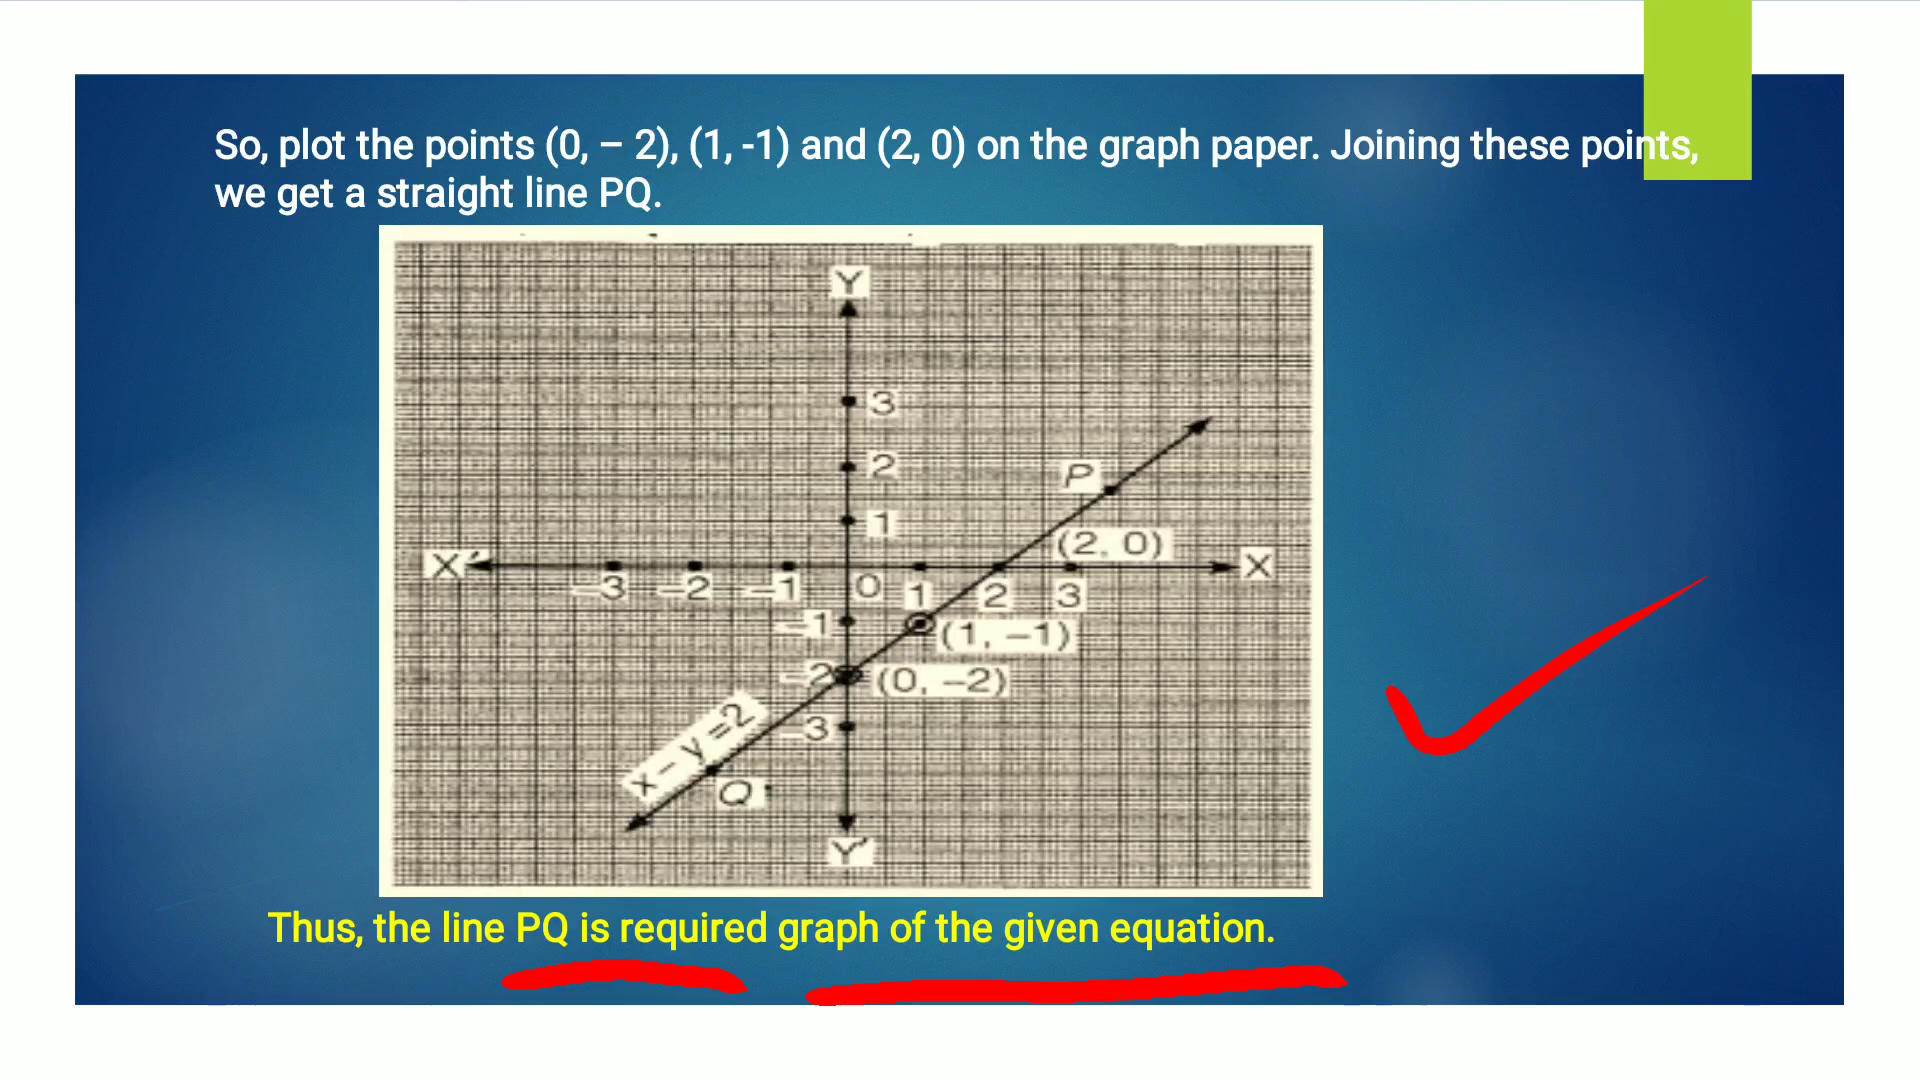 So, plot the points (0, – 2), (1, -1) and (2, 0) on the graph paper. Joining these points,
we get a straight line PQ.
Y
3
2
P
1
(2, 0)
X′
X
–3 –2 –1 0 1 2 3
–1
(1, –1)
–2
(0, –2)
–3
x – y = 2
Q
Y′
Thus, the line PQ is required graph of the given equation.